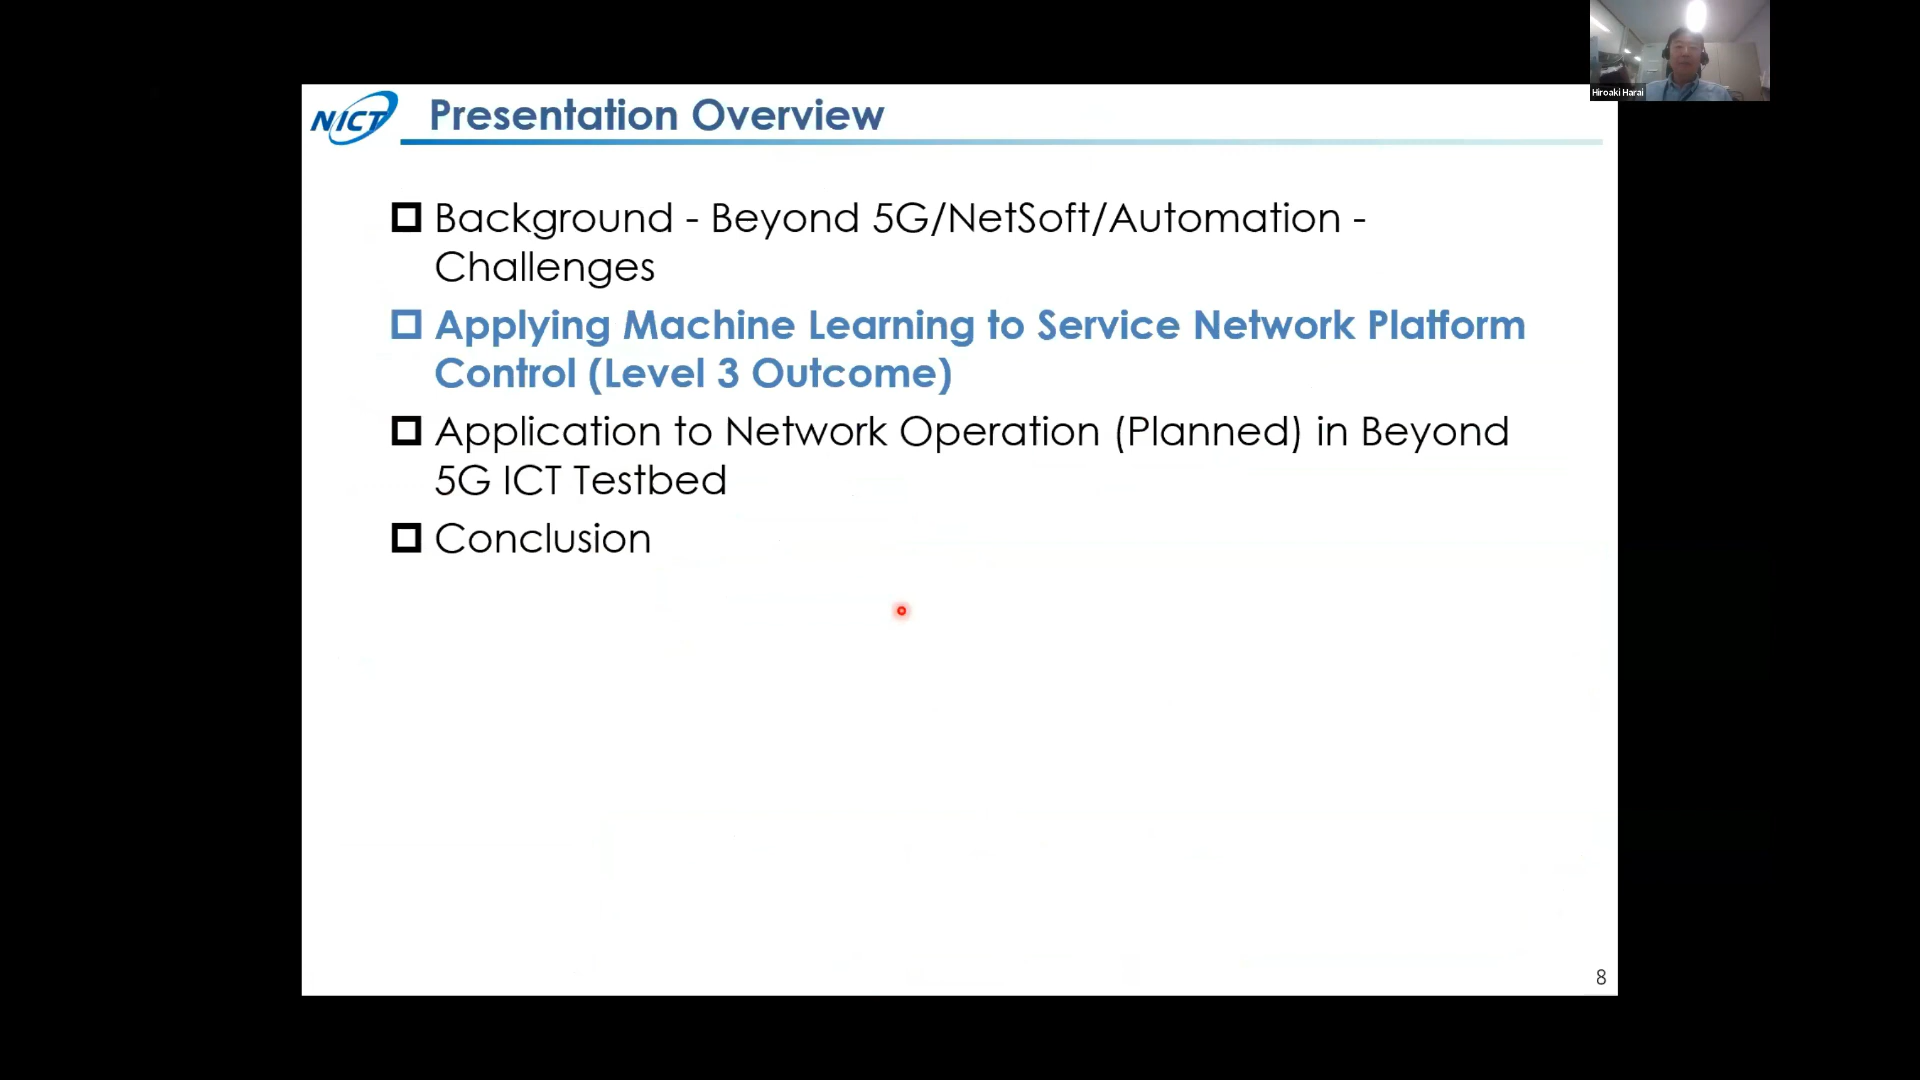 Hiroaki Harai
NICT
Presentation Overview
Background - Beyond 5G/NetSoft/Automation -
Challenges
Applying Machine Learning to Service Network Platform
Control (Level 3 Outcome)
Application to Network Operation (Planned) in Beyond
5G ICT Testbed
Conclusion
8